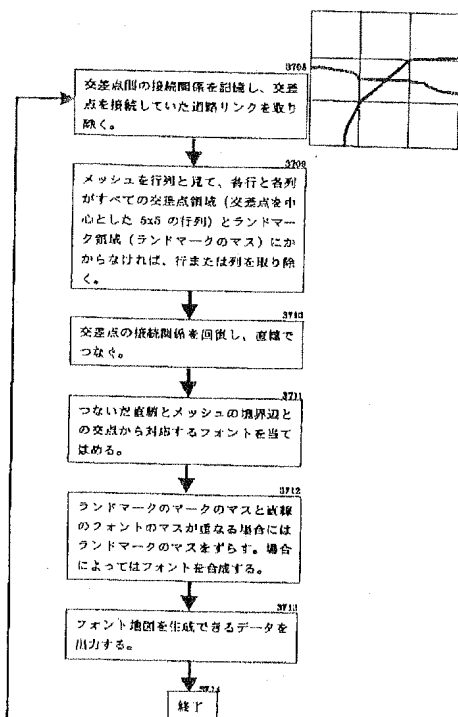 3708
交差点間の接続関係を記憶し、交差
点を接続していた道路リンクを取り
除く。
3709
メッシュを行列と見て、各行と各列
がすべての交差点領域（交差点を中
心とした 5x5 の行列）とランドマー
ク領域（ランドマークのマス）にか
からなければ、行または列を取り除
く。
3710
交差点の接続関係を回復し、直線で
つなぐ。
3711
つないだ直線とメッシュの境界辺と
の交点から対応するフォントを当て
はめる。
3712
ランドマークのマークのマスと直線
のフォントのマスが重なる場合には
ランドマークのマスをずらす。場合
によってはフォントを合成する。
3713
フォント地図を生成できるデータを
出力する。
3714
終了